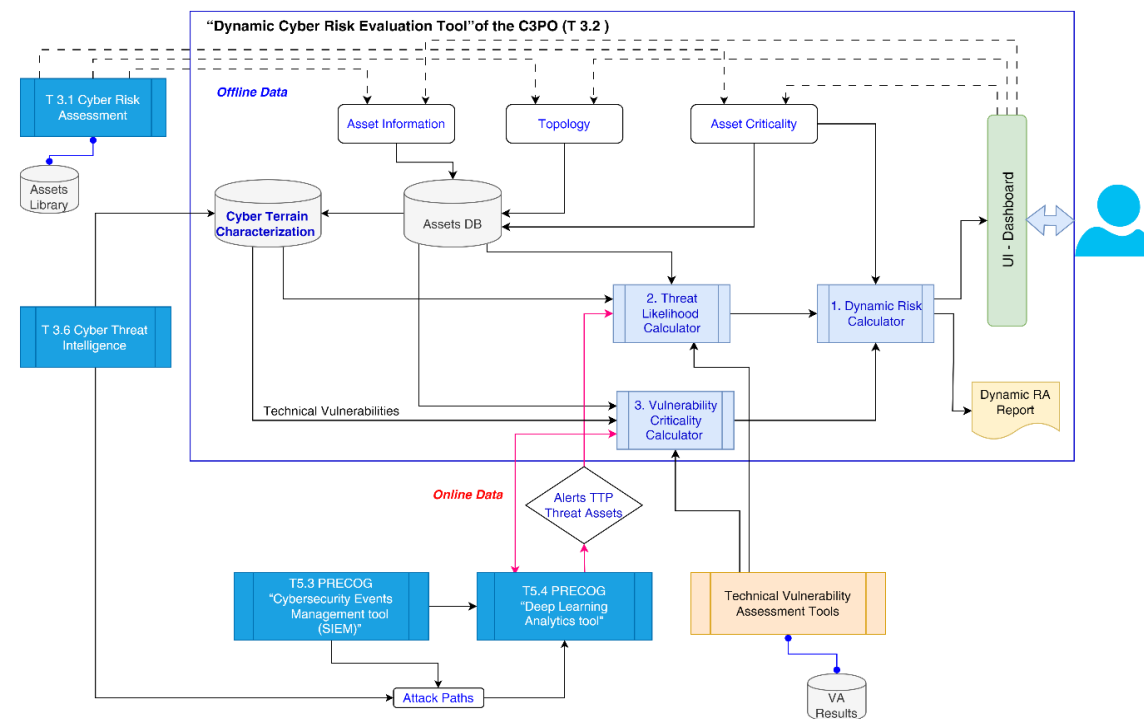 “Dynamic Cyber Risk Evaluation Tool”of the C3PO (T 3.2 )
Offline Data
T 3.1 Cyber Risk
Assessment
Asset Information
Topology
Asset Criticality
Assets
Library
Cyber Terrain
Characterization
Assets DB
UI - Dashboard
2. Threat
Likelihood
Calculator
1. Dynamic Risk
Calculator
T 3.6 Cyber Threat
Intelligence
Technical Vulnerabilities
3. Vulnerability
Criticality
Calculator
Dynamic RA
Report
Online Data
Alerts TTP
Threat Assets
T5.3 PRECOG
“Cybersecurity Events
Management tool
(SIEM)”
T5.4 PRECOG
“Deep Learning
Analytics tool“
Technical Vulnerability
Assessment Tools
Attack Paths
VA
Results